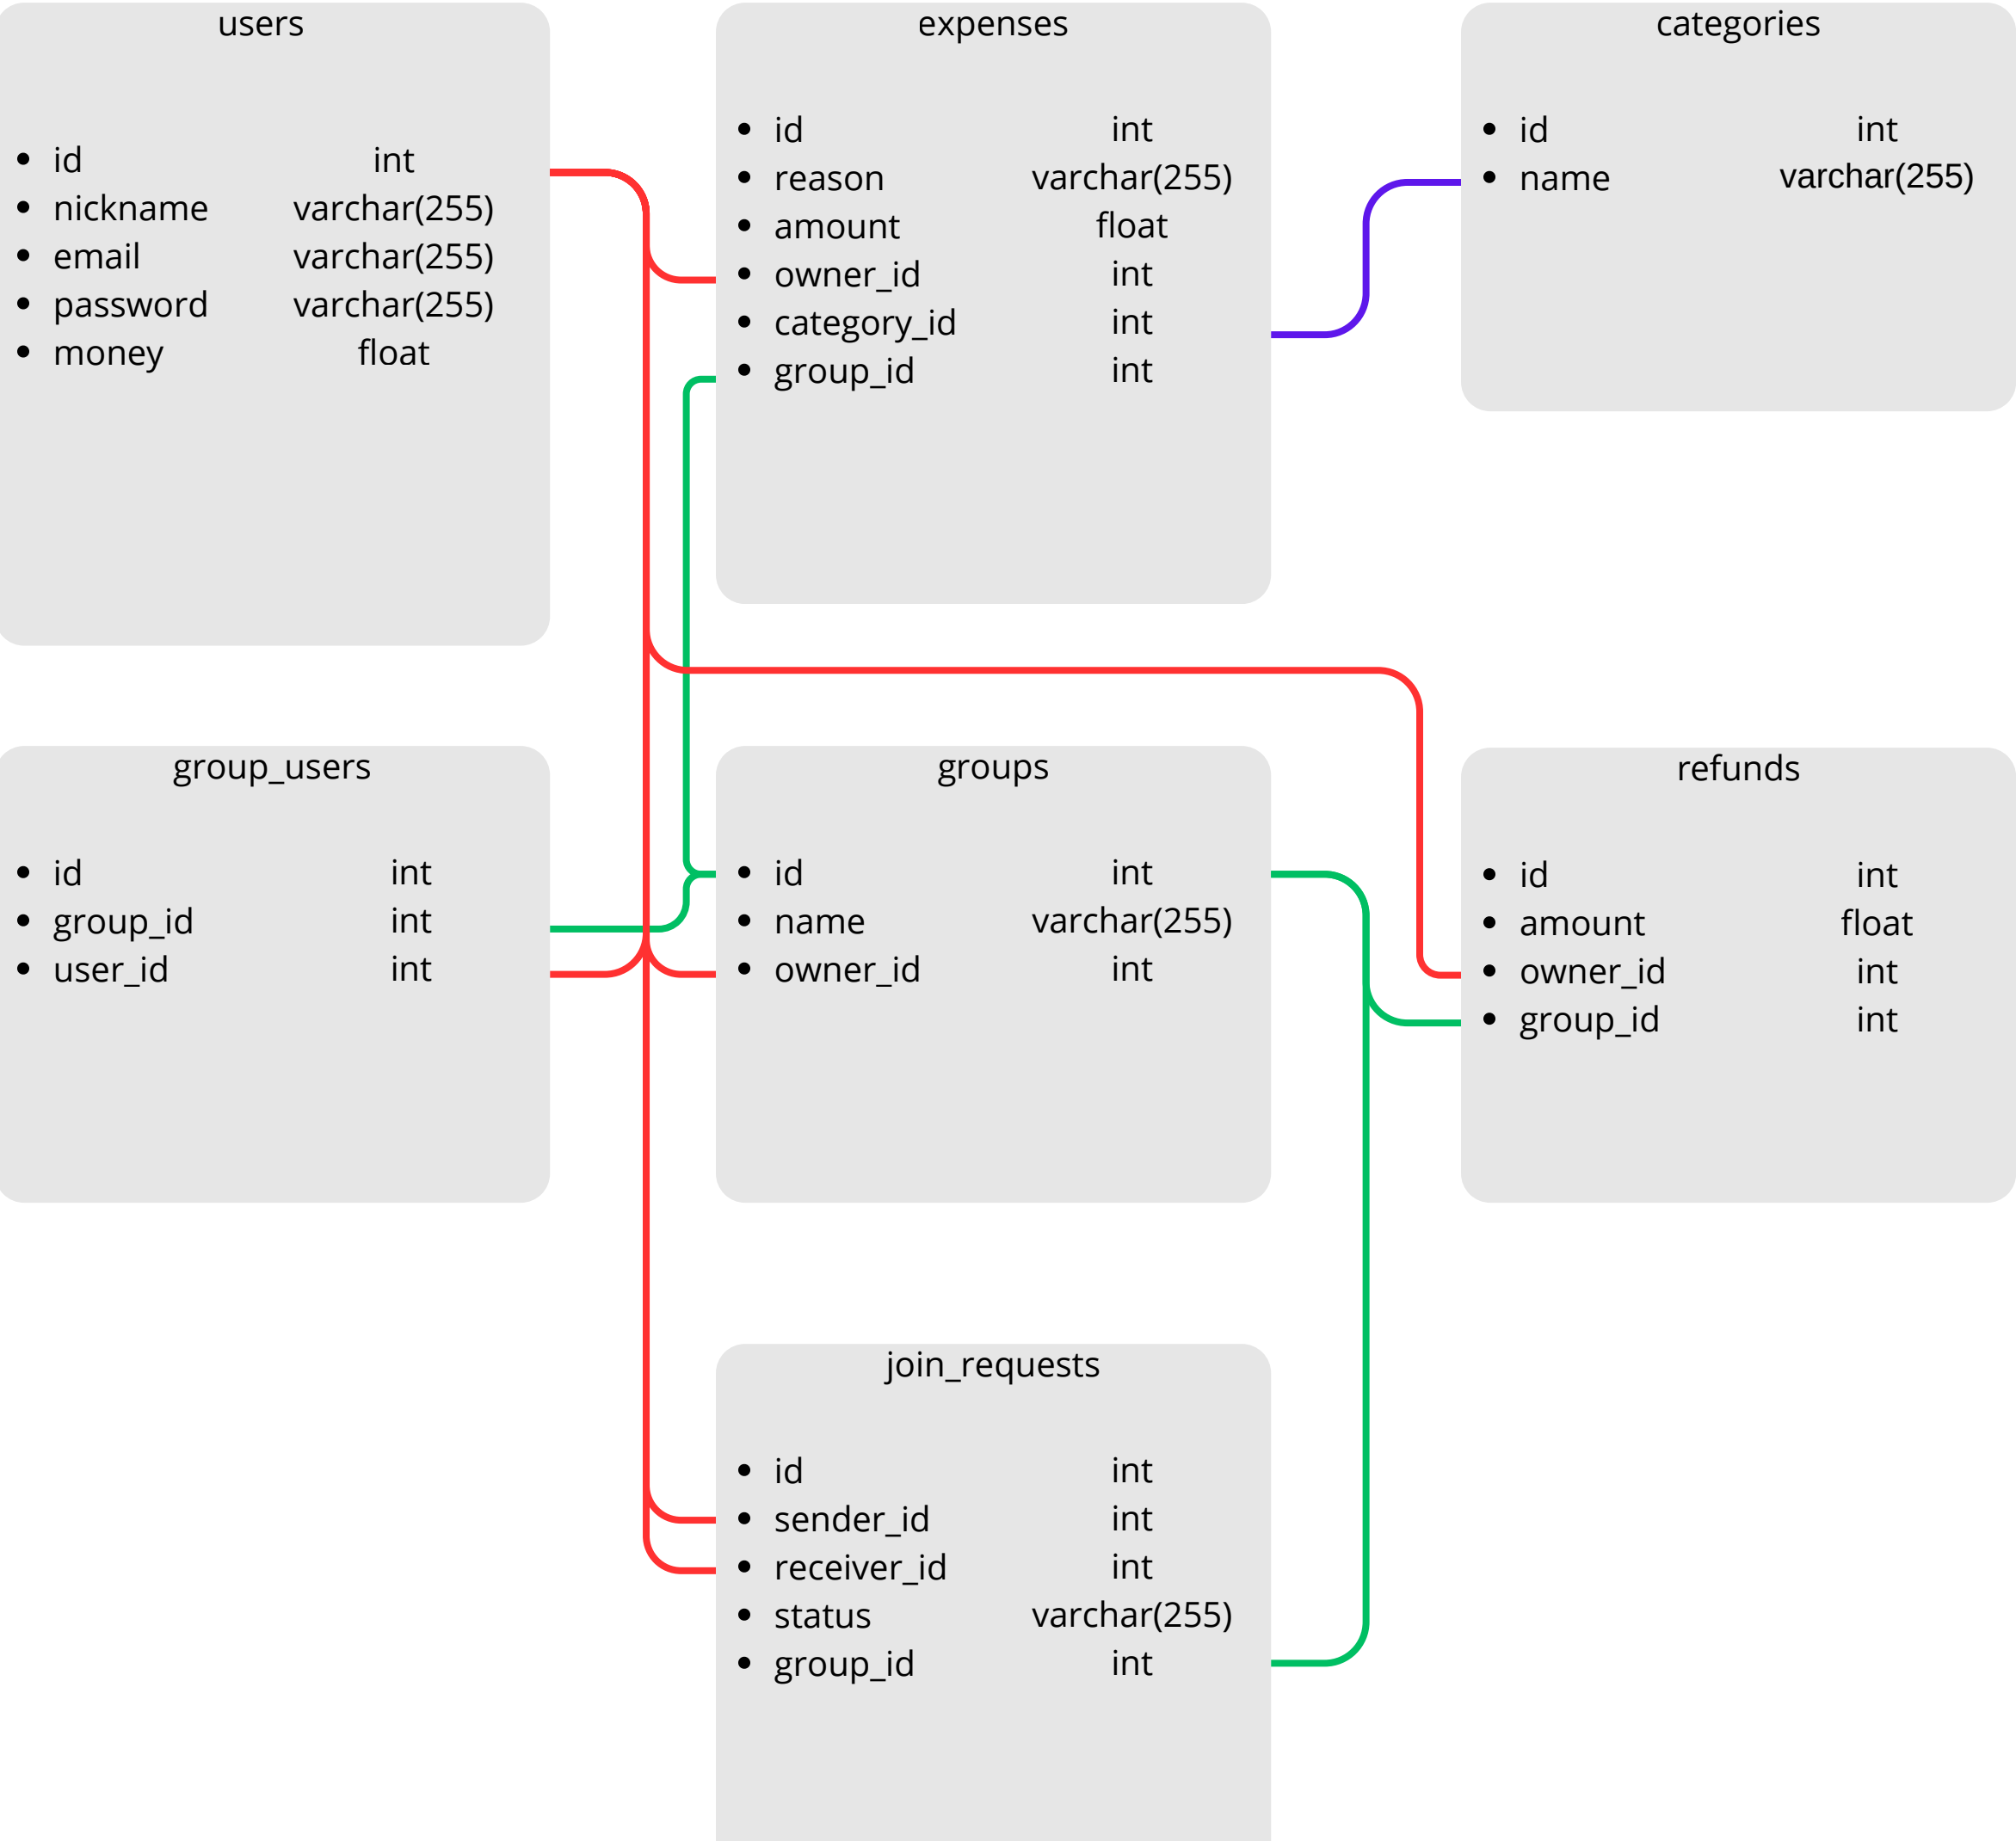 users
• id int
• nickname varchar(255)
• email varchar(255)
• password varchar(255)
• money float
expenses
• id int
• reason varchar(255)
• amount float
• owner_id int
• category_id int
• group_id int
categories
• id int
• name varchar(255)
group_users
• id int
• group_id int
• user_id int
groups
• id int
• name varchar(255)
• owner_id int
refunds
• id int
• amount float
• owner_id int
• group_id int
join_requests
• id int
• sender_id int
• receiver_id int
• status varchar(255)
• group_id int